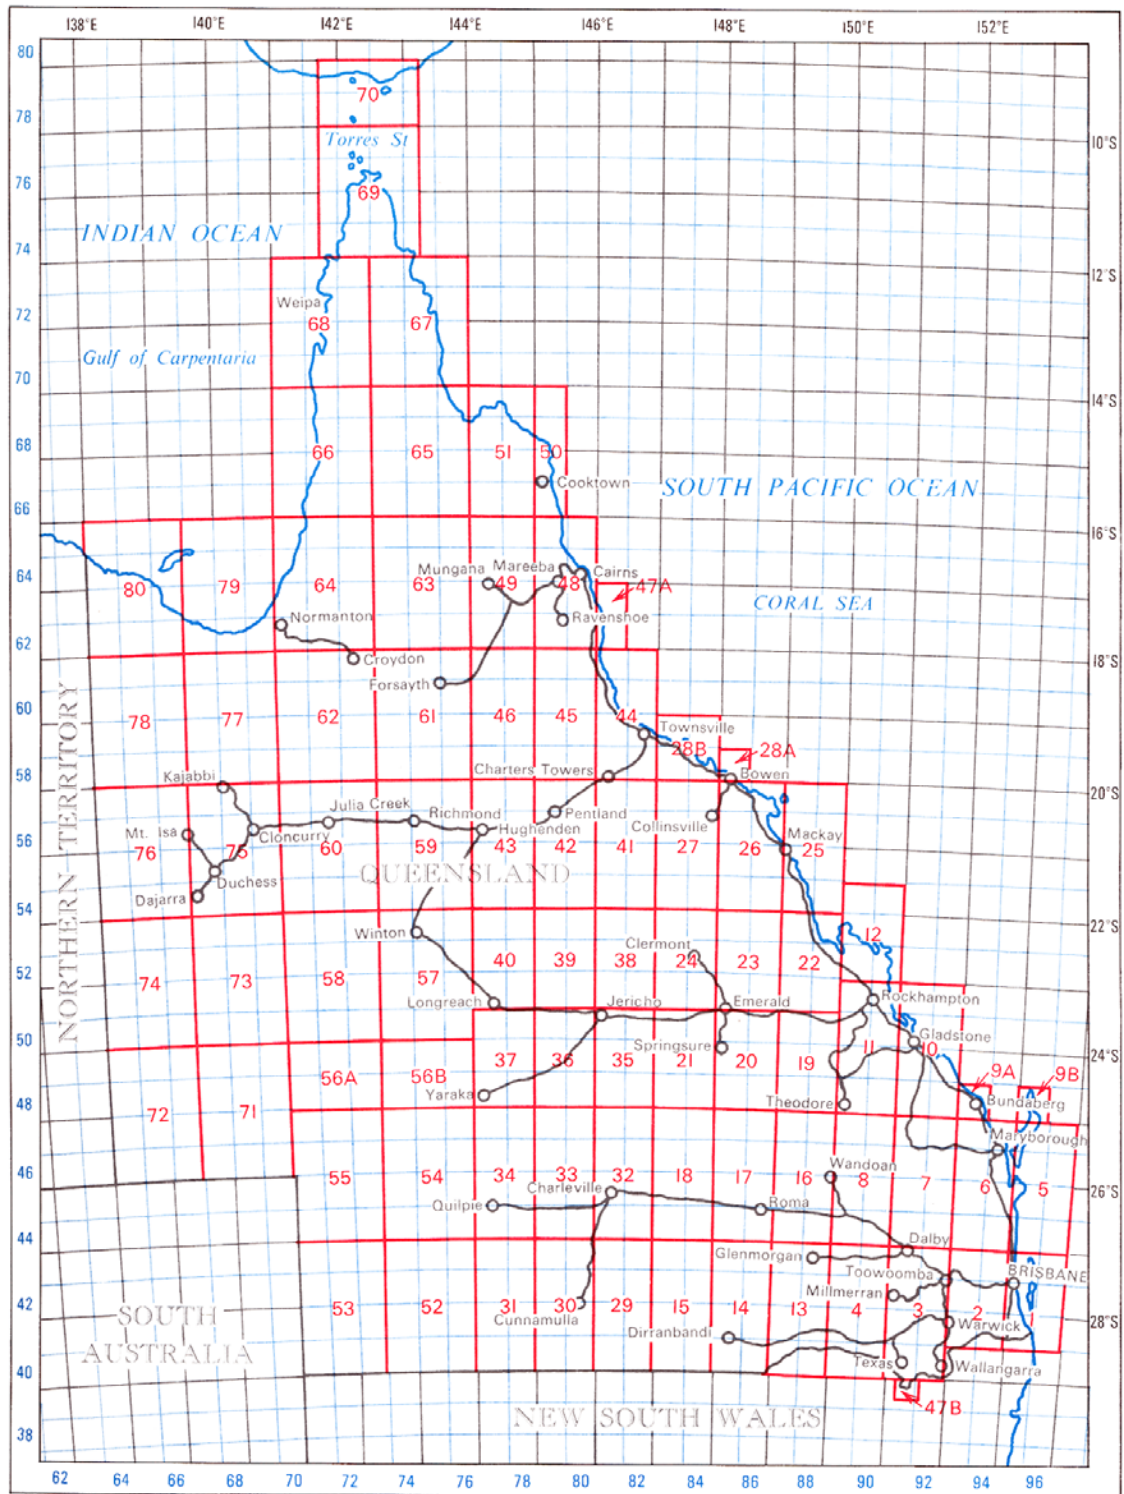 138°E 140°E 142°E 144°E 146°E 148°E 150°E 152°E
80
70
78
Torres St
10°S
76
69
INDIAN OCEAN
74
12°S
Weipa
68 67
72
Gulf of Carpentaria
70
14°S
68
66 65 51 50
Cooktown
SOUTH PACIFIC OCEAN
66
16°S
Mungana Mareeba Cairns
64
80 79 64 63 49 48 47A
CORAL SEA
Normanton Ravenshoe
62
Croydon
18°S
Forsayth
60
78 77 62 61 46 45 44
Townsville
28B 28A
58
Kajabbi Charters Towers Bowen
20°S
Julia Creek Richmond Pentland
Mt. Isa Cloncurry Hughenden Collinsville Mackay
56
76 75 60 59 43 42 41 27 26 25
QUEENSLAND
Duchess
Dajarra
NORTHERN TERRITORY
54
22°S
Winton Clermont 12
52
74 73 58 57 40 39 38 24 23 22
Longreach Jericho Emerald Rockhampton
50
Gladstone
Springsure
24°S
37 36 35 21 20 19 11 10
56A 56B
9A 9B
48
72 71
Yaraka Theodore Bundaberg
Maryborough
46
55 54 34 33 32 18 17 16 8 7 6 5
Wandoan
26°S
Quilpie Charleville Roma
44
Dalby
Glenmorgan
Toowoomba BRISBANE
42
Millmerran
53 52 31 30 29 15 14 13 4 3 2 1
Cunnamulla
28°S
SOUTH
AUSTRALIA
Dirranbandi Warwick
40
Texas Wallangarra
47B
38
NEW SOUTH WALES
62 64 66 68 70 72 74 76 78 80 82 84 86 88 90 92 94 96